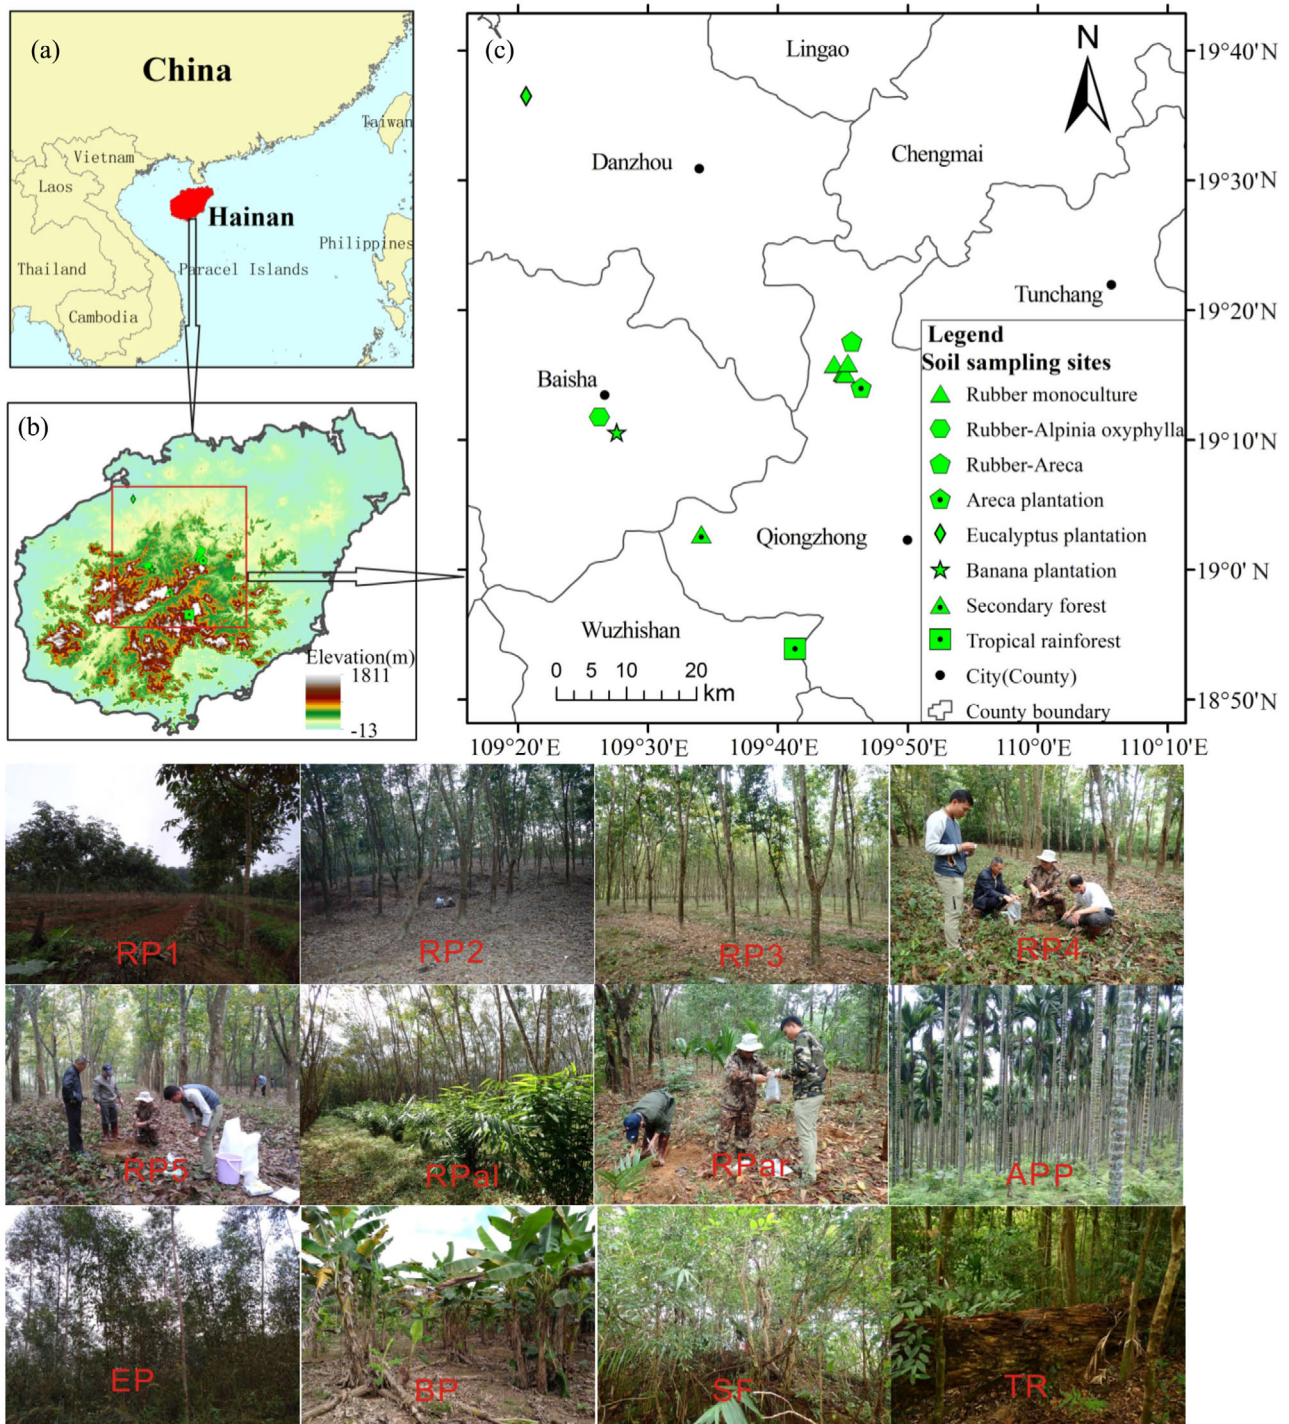 (a)
China
Taiwan
Vietnam
Laos
Hainan
Philippines
Thailand
Paracel Islands
Cambodia
(b)
Elevation(m)
1811
-13
(c)
N
Lingao
Danzhou
Chengmai
Tunchang
Baisha
Qiongzhong
Wuzhishan
0 5 10 20
km
Legend
Soil sampling sites
Rubber monoculture
Rubber-Alpinia oxyphylla
Rubber-Areca
Areca plantation
Eucalyptus plantation
Banana plantation
Secondary forest
Tropical rainforest
City(County)
County boundary
19°40'N
19°30'N
19°20'N
19°10'N
19°0' N
18°50'N
109°20'E 109°30'E 109°40'E 109°50'E 110°0'E 110°10'E
RP1 RP2 RP3 RP4
RP5 RPal RPar APP
EP BP SF TR